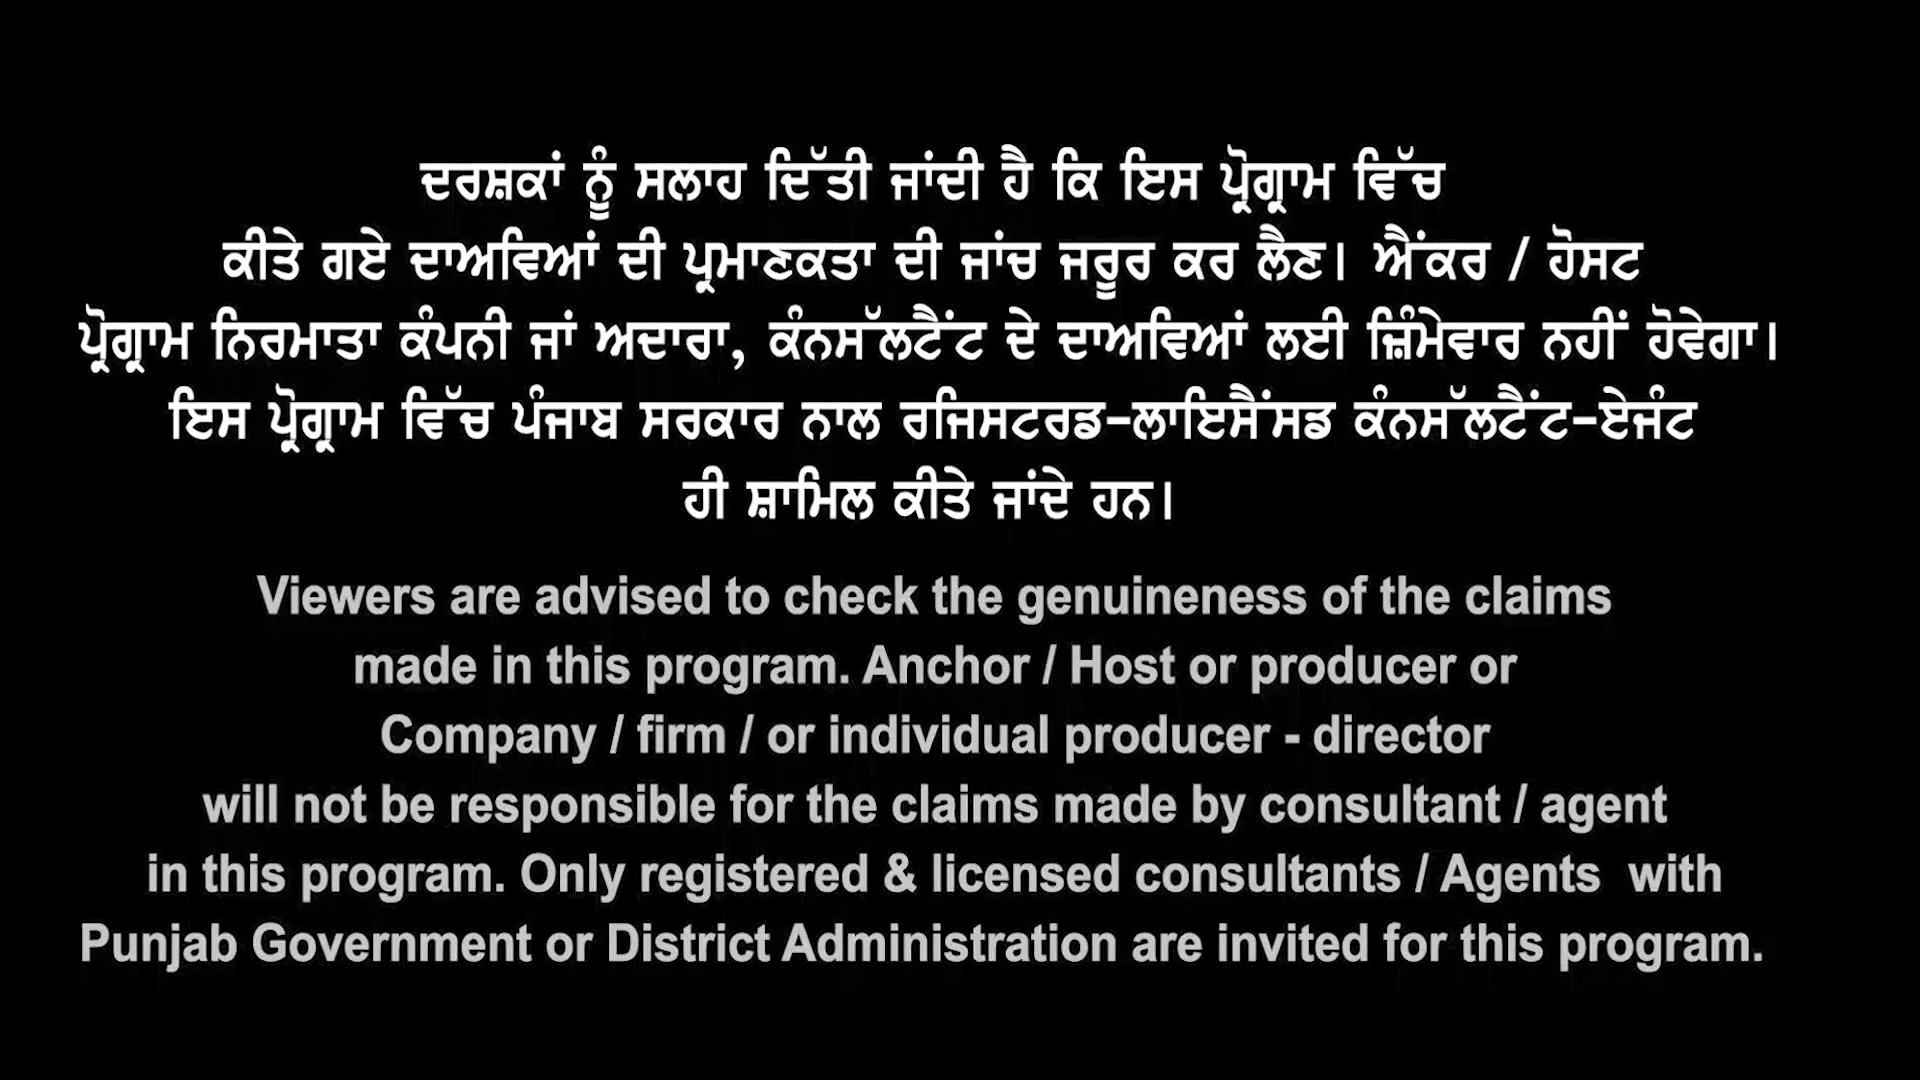 ਦਰਸ਼ਕਾਂ ਨੂੰ ਸਲਾਹ ਦਿੱਤੀ ਜਾਂਦੀ ਹੈ ਕਿ ਇਸ ਪ੍ਰੋਗ੍ਰਾਮ ਵਿੱਚ
ਕੀਤੇ ਗਏ ਦਾਅਵਿਆਂ ਦੀ ਪ੍ਰਮਾਣਕਤਾ ਦੀ ਜਾਂਚ ਜਰੂਰ ਕਰ ਲੈਣ। ਐਂਕਰ / ਹੋਸਟ
ਪ੍ਰੋਗ੍ਰਾਮ ਨਿਰਮਾਤਾ ਕੰਪਨੀ ਜਾਂ ਅਦਾਰਾ, ਕੰਨਸੱਲਟੈਂਟ ਦੇ ਦਾਅਵਿਆਂ ਲਈ ਜ਼ਿੰਮੇਵਾਰ ਨਹੀਂ ਹੋਵੇਗਾ।
ਇਸ ਪ੍ਰੋਗ੍ਰਾਮ ਵਿੱਚ ਪੰਜਾਬ ਸਰਕਾਰ ਨਾਲ ਰਜਿਸਟਰਡ-ਲਾਇਸੈਂਸਡ ਕੰਨਸੱਲਟੈਂਟ-ਏਜੰਟ
ਹੀ ਸ਼ਾਮਿਲ ਕੀਤੇ ਜਾਂਦੇ ਹਨ।
Viewers are advised to check the genuineness of the claims
made in this program. Anchor / Host or producer or
Company / firm / or individual producer - director
will not be responsible for the claims made by consultant / agent
in this program. Only registered & licensed consultants / Agents with
Punjab Government or District Administration are invited for this program.